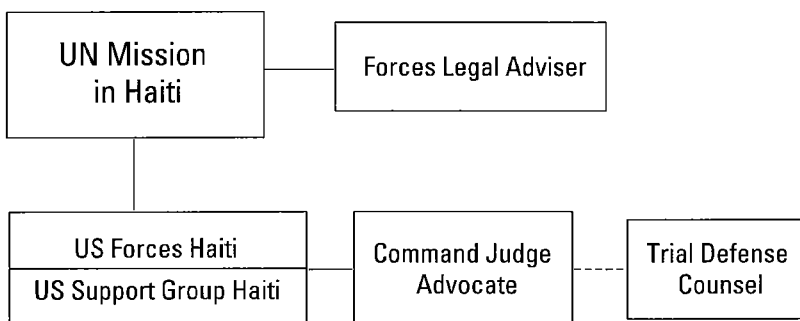 UN Mission
in Haiti
Forces Legal Adviser
US Forces Haiti
US Support Group Haiti
Command Judge
Advocate
Trial Defense
Counsel